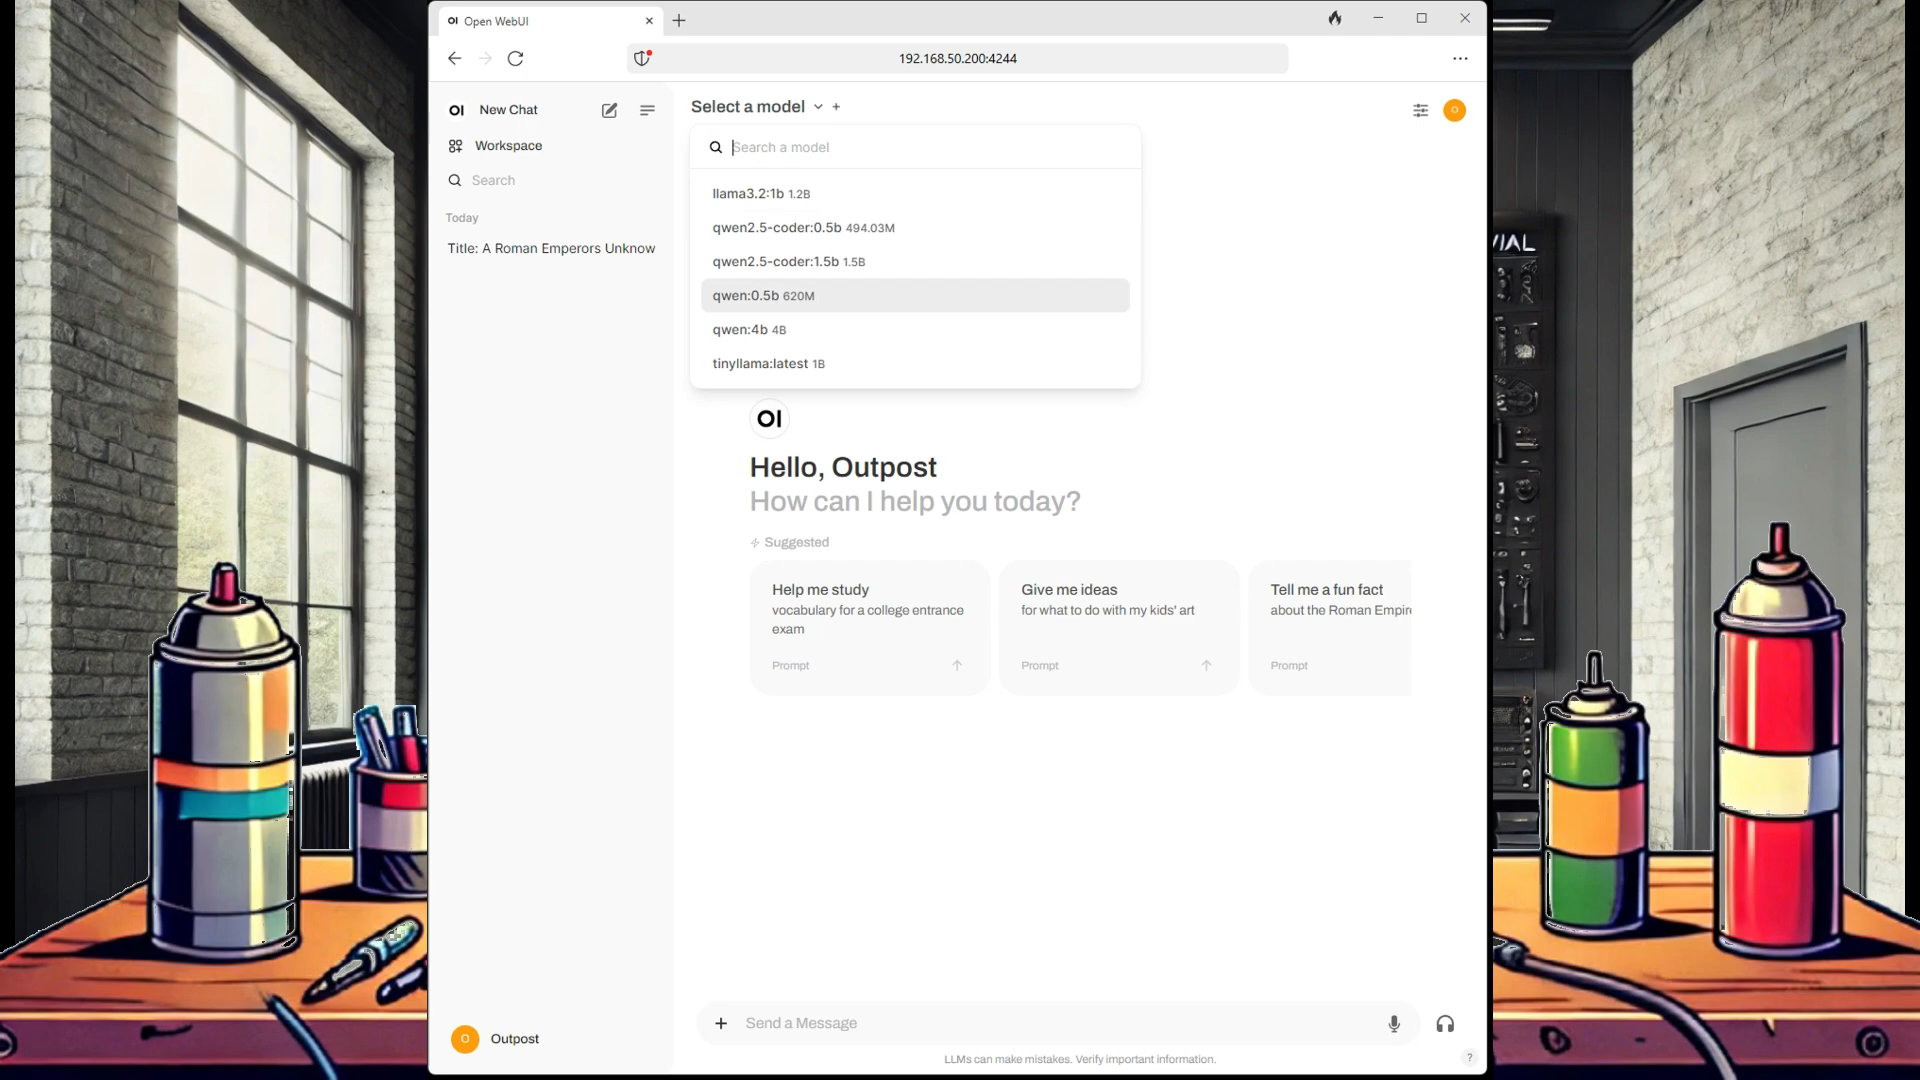 OI Open WebUI
192.168.50.200:4244
OI New Chat
Workspace
Search
Today
Title: A Roman Emperors Unknow
Outpost
Select a model
O
Search a model
llama3.2:1b 1.2B
qwen2.5-coder:0.5b 494.03M
qwen2.5-coder:1.5b 1.5B
qwen:0.5b 620M
qwen:4b 4B
tinyllama:latest 1B
OI
Hello, Outpost
How can I help you today?
Suggested
Help me study
vocabulary for a college entrance
exam
Prompt
Give me ideas
for what to do with my kids' art
Prompt
Tell me a fun fact
about the Roman Empire
Prompt
Send a Message
LLMs can make mistakes. Verify important information.
?
O
VIAL